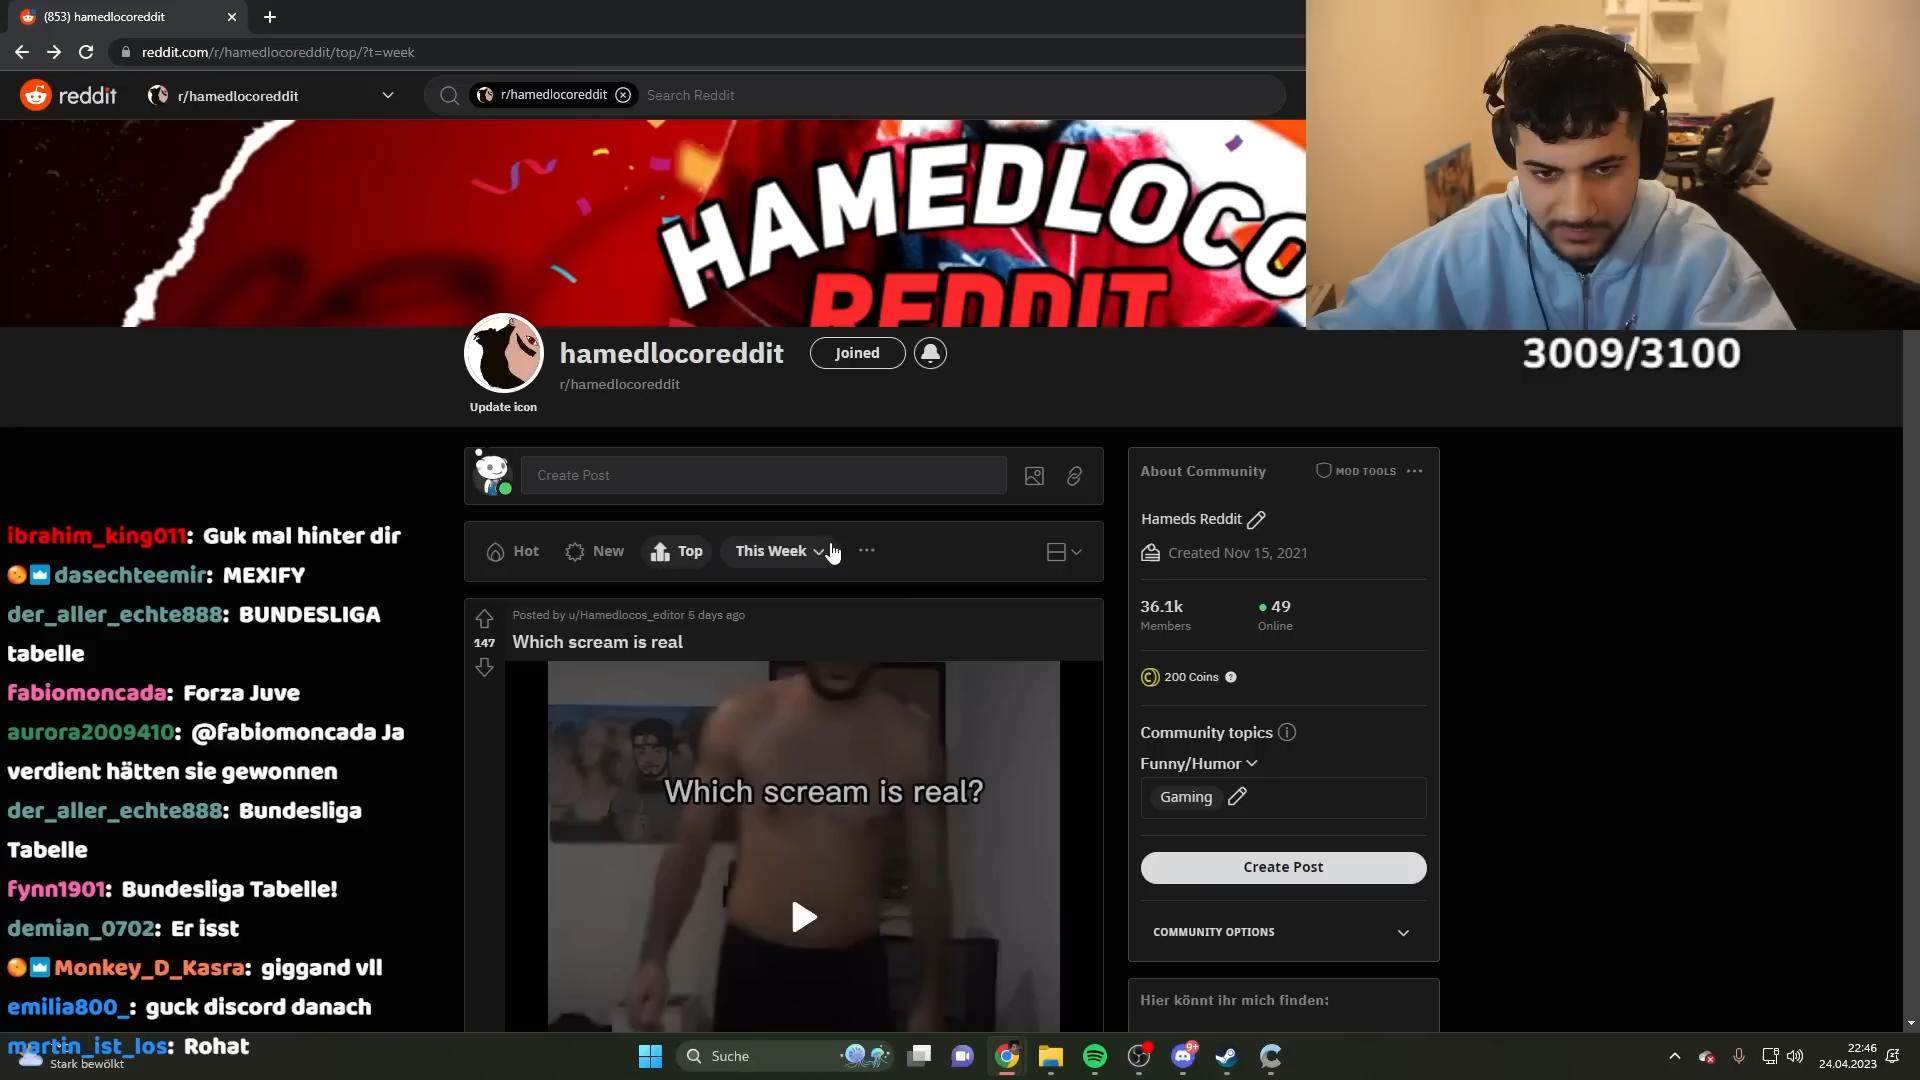 (853) hamedlocoreddit
reddit.com/r/hamedlocoreddit/top/?t=week
reddit
r/hamedlocoreddit
r/hamedlocoreddit
Search Reddit
HAMEDLOCO
REDDIT
hamedlocoreddit
Joined
r/hamedlocoreddit
Update icon
3009/3100
Create Post
Hot
New
Top
This Week
147
Posted by u/Hamedlocos_editor 5 days ago
Which scream is real
Which scream is real?
About Community
MOD TOOLS
Hameds Reddit
Created Nov 15, 2021
36.1k
Members
49
Online
200 Coins
Community topics
Funny/Humor
Gaming
Create Post
COMMUNITY OPTIONS
Hier könnt ihr mich finden:
ibrahim_king011: Guk mal hinter dir
dasechteemir: MEXIFY
der_aller_echte888: BUNDESLIGA
tabelle
fabiomoncada: Forza Juve
aurora2009410: @fabiomoncada Ja
verdient hätten sie gewonnen
der_aller_echte888: Bundesliga
Tabelle
fynn1901: Bundesliga Tabelle!
demian_0702: Er isst
Monkey_D_Kasra: giggand vll
emilia800_: guck discord danach
martin_ist_los: Rohat
Stark bewölkt
Suche
9+
22:46
24.04.2023